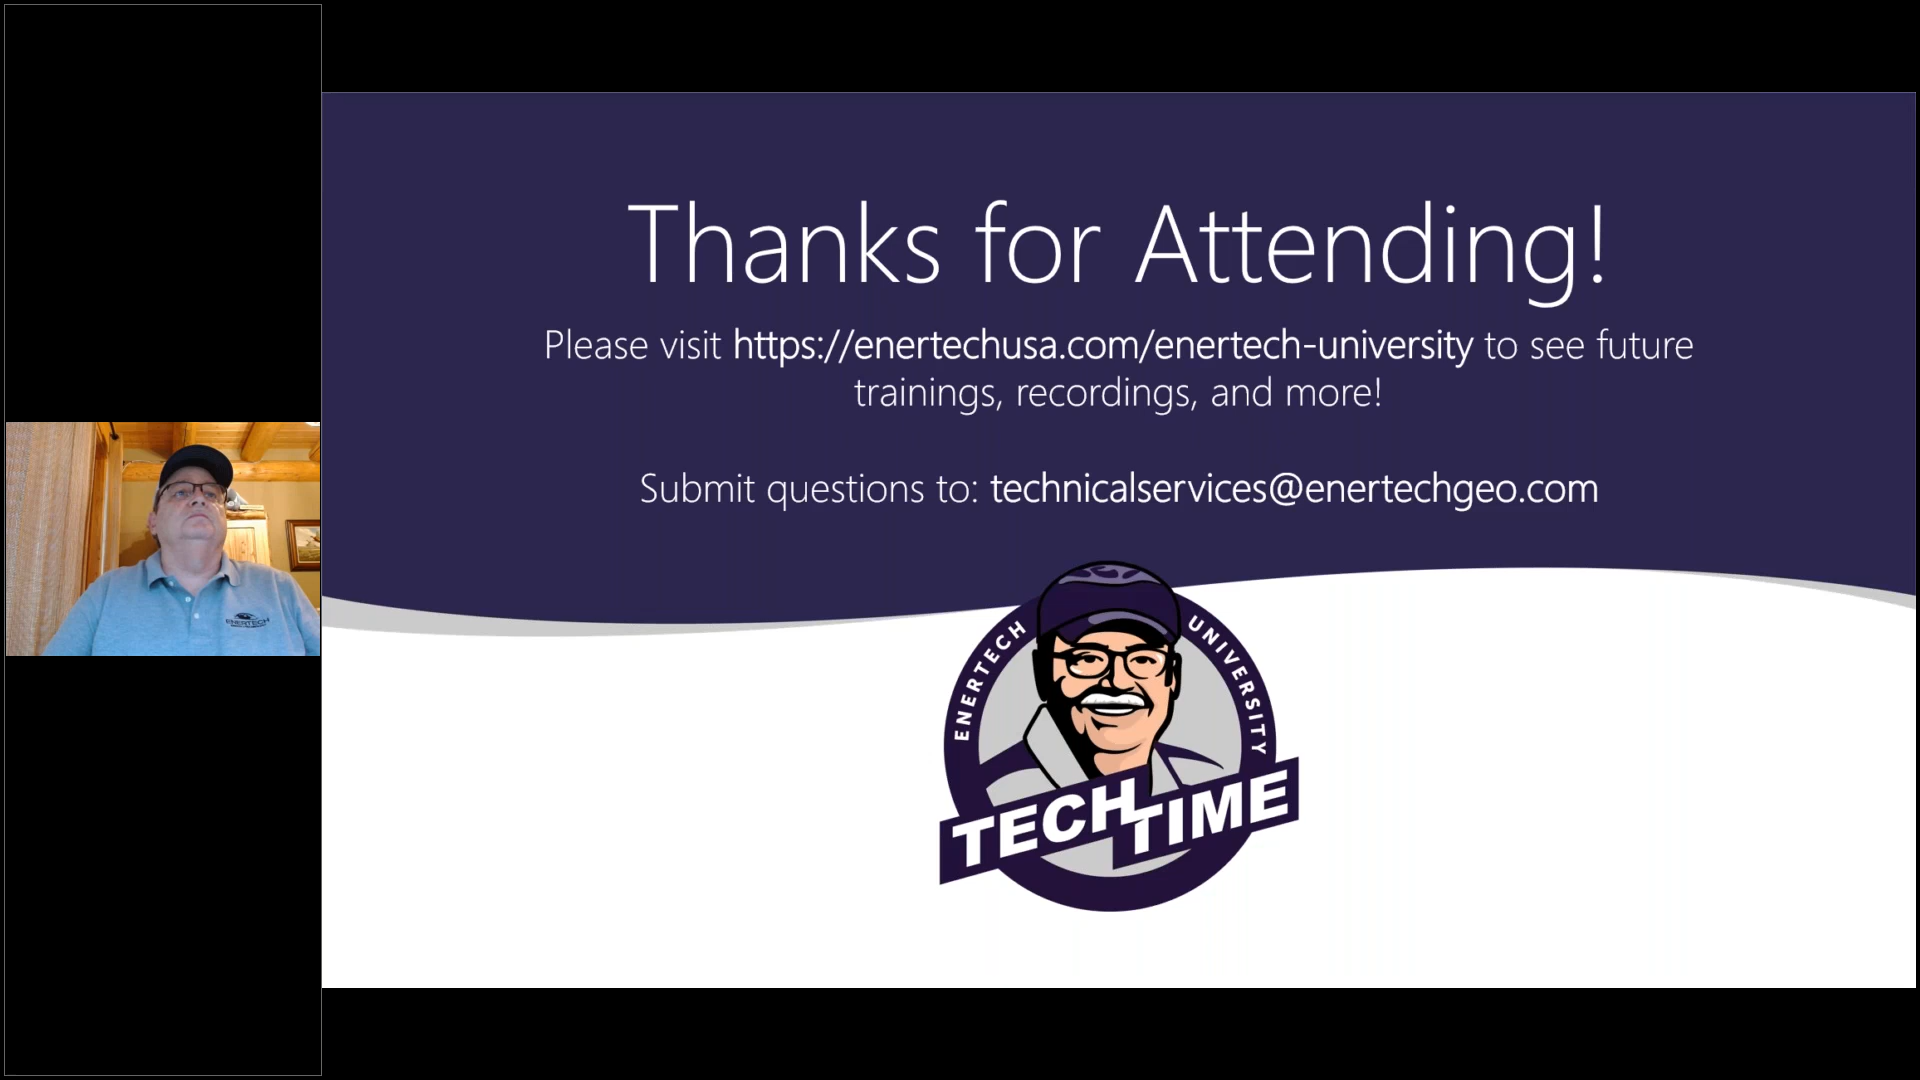 Thanks for Attending!
Please visit https://enertechusa.com/enertech-university to see future
trainings, recordings, and more!
Submit questions to: technicalservices@enertechgeo.com
ENERTECH UNIVERSITY
TECH TIME
ENERTECH